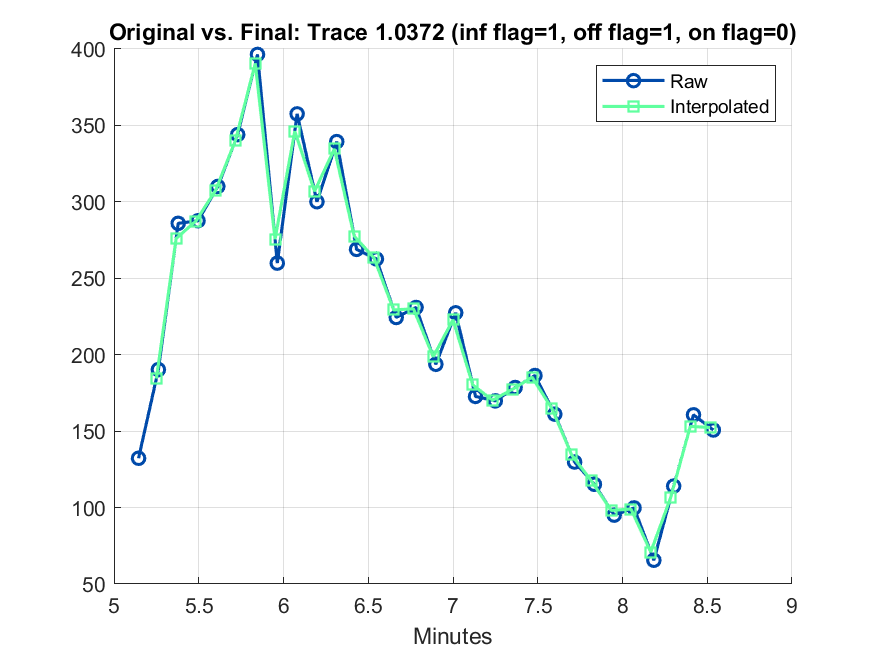 Original vs. Final: Trace 1.0372 (inf flag=1, off flag=1, on flag=0)
400
350
300
250
200
150
100
50
Raw
Interpolated
5 5.5 6 6.5 7 7.5 8 8.5 9
Minutes